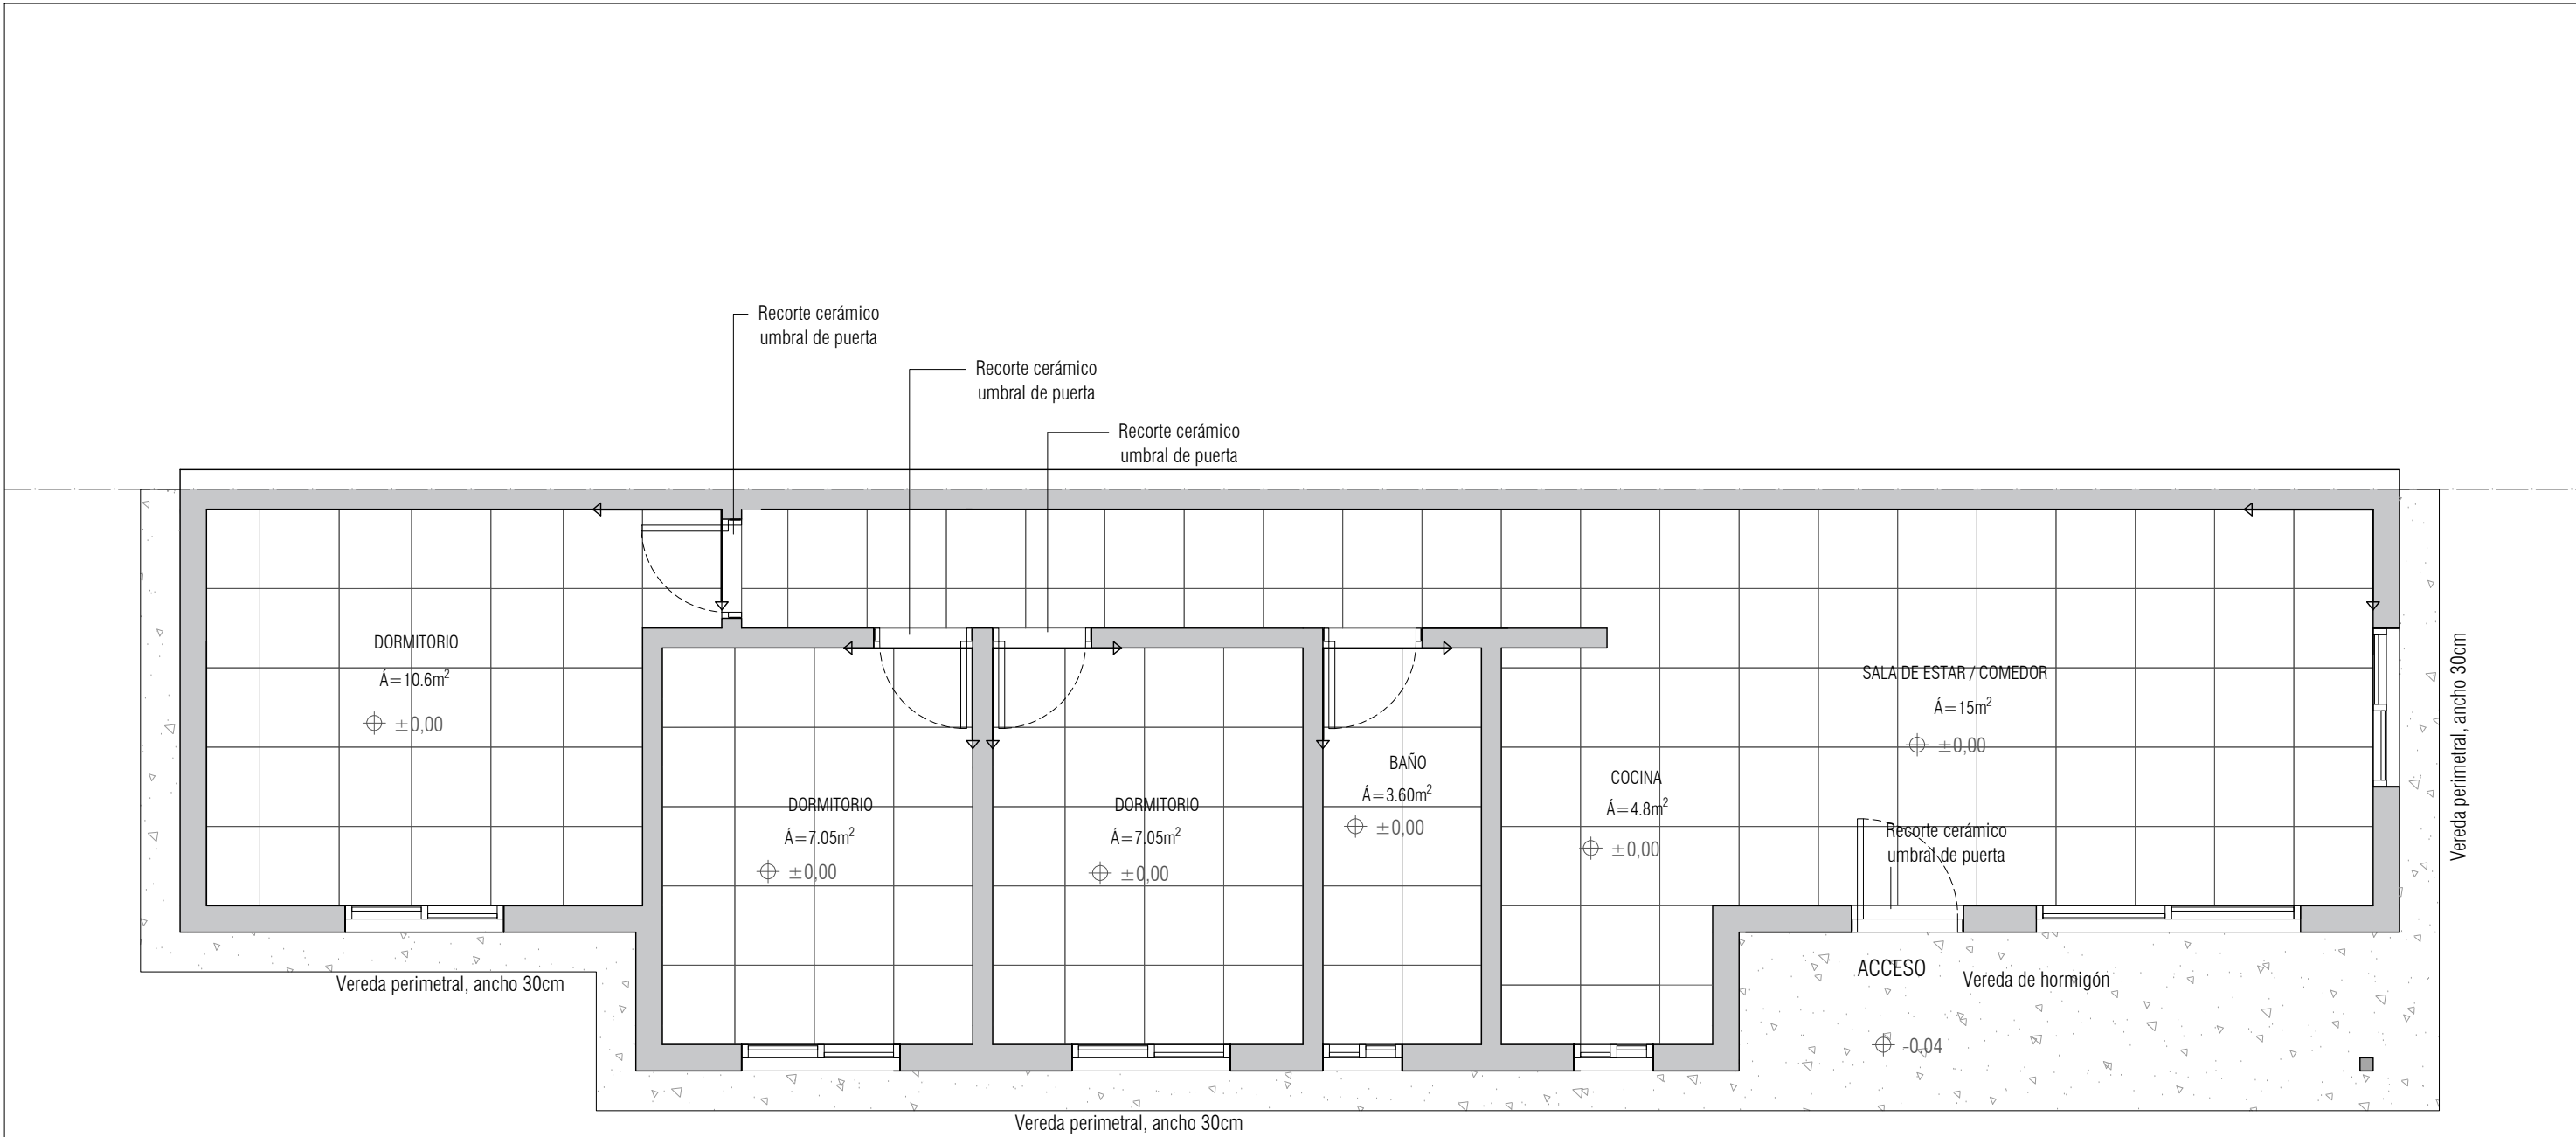 Recorte cerámico
umbral de puerta
Recorte cerámico
umbral de puerta
Recorte cerámico
umbral de puerta
DORMITORIO
Á=10.6m²
±0,00
DORMITORIO
Á=7.05m²
±0,00
DORMITORIO
Á=7.05m²
±0,00
BAÑO
Á=3.60m²
±0,00
COCINA
Á=4.8m²
±0,00
SALA DE ESTAR / COMEDOR
Á=15m²
±0,00
Recorte cerámico
umbral de puerta
Vereda perimetral, ancho 30cm
ACCESO
Vereda de hormigón
-0.04
Vereda perimetral, ancho 30cm
Vereda perimetral, ancho 30cm